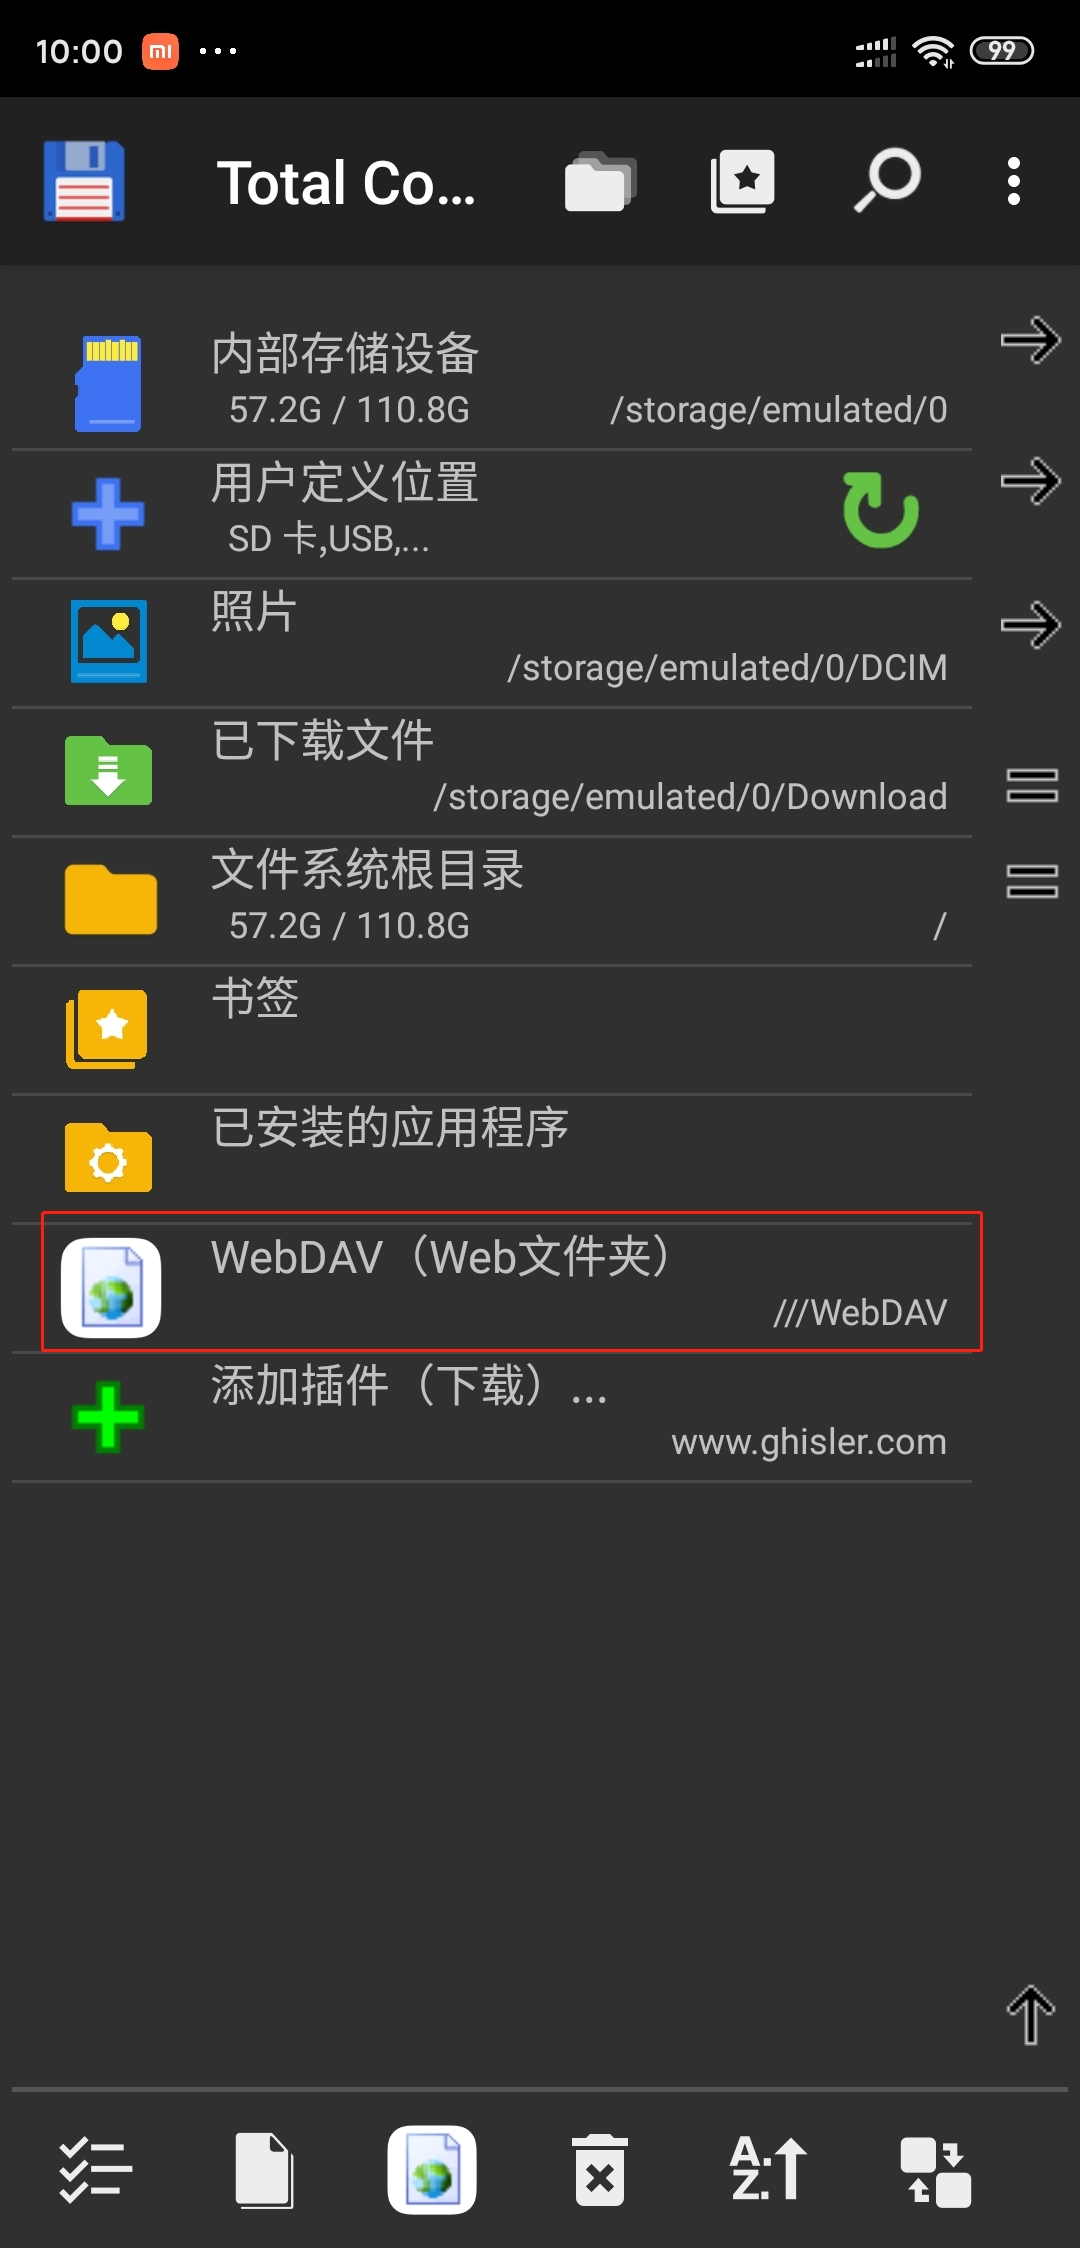 10:00
99
Total Co...
内部存储设备
57.2G / 110.8G /storage/emulated/0
用户定义位置
SD 卡,USB,...
照片
/storage/emulated/0/DCIM
已下载文件
/storage/emulated/0/Download
文件系统根目录
57.2G / 110.8G /
书签
已安装的应用程序
WebDAV（Web文件夹）
///WebDAV
添加插件（下载）...
www.ghisler.com
A.
Z.